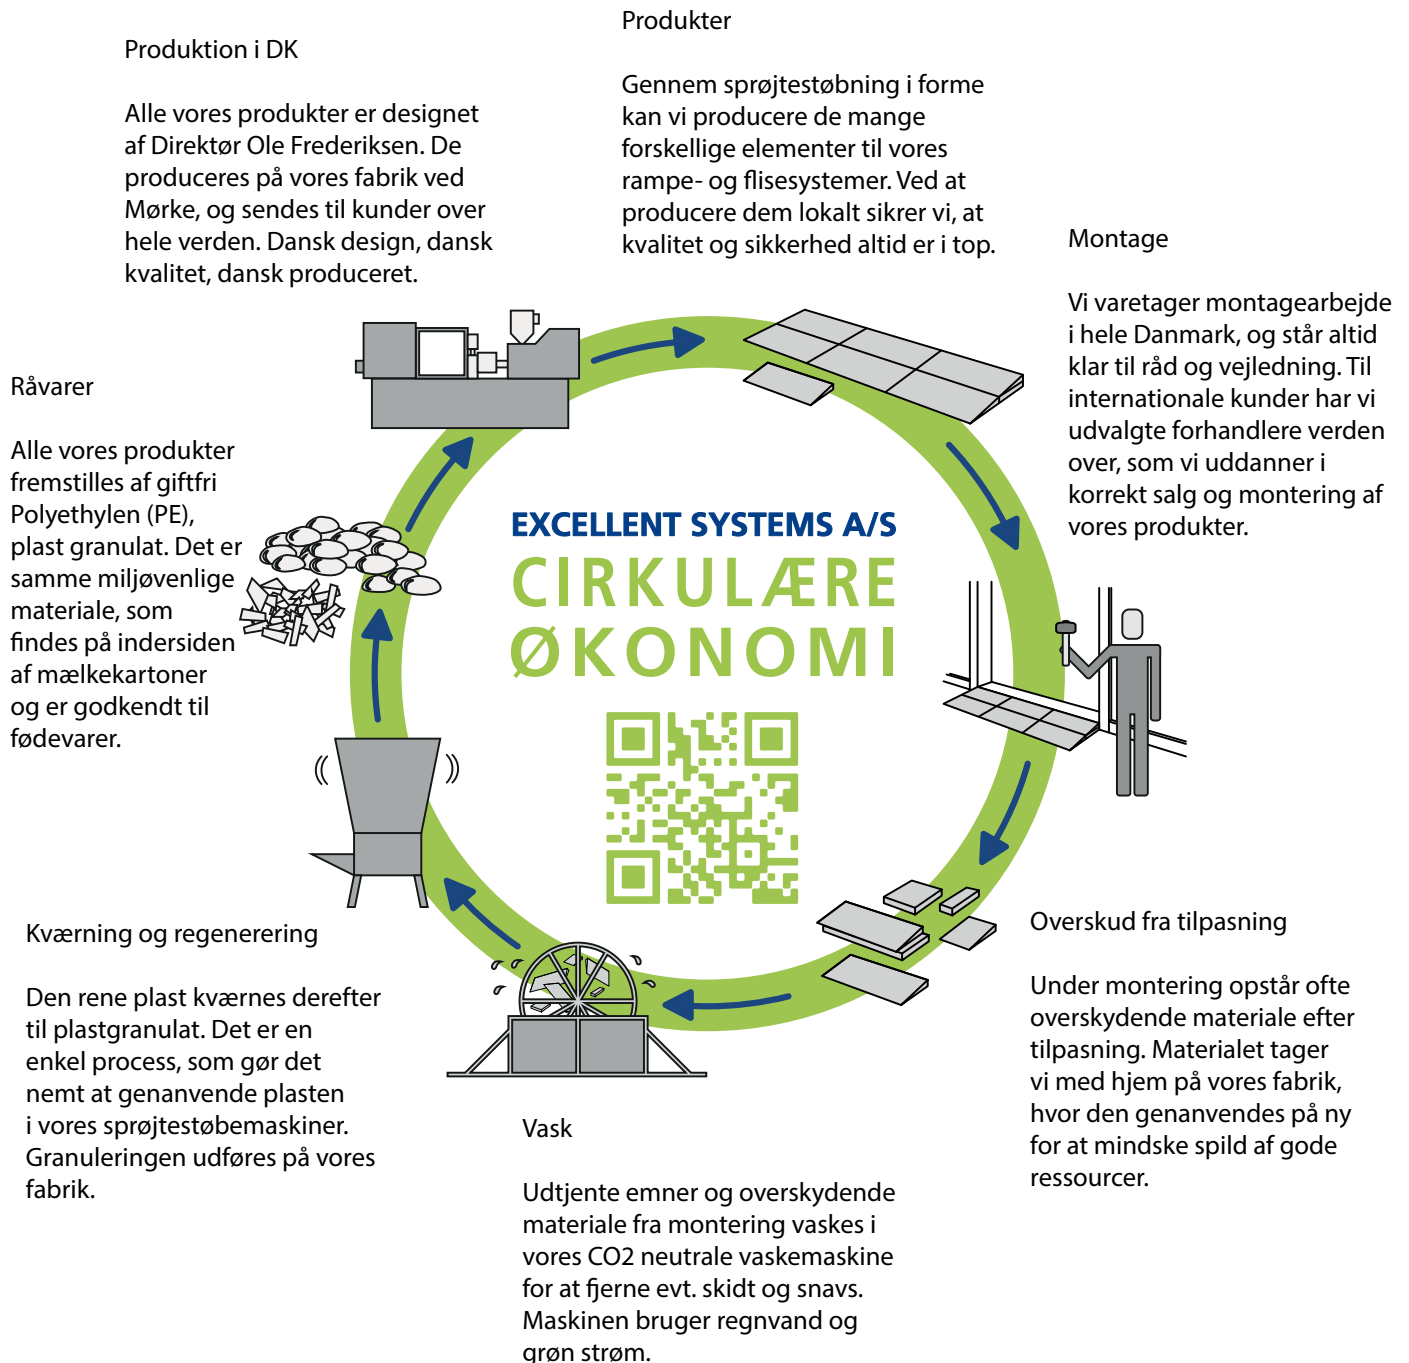 Produkter
Gennem sprøjtestøbning i forme
kan vi producere de mange
forskellige elementer til vores
rampe- og flisesystemer. Ved at
producere dem lokalt sikrer vi, at
kvalitet og sikkerhed altid er i top.
Produktion i DK
Alle vores produkter er designet
af Direktør Ole Frederiksen. De
produceres på vores fabrik ved
Mørke, og sendes til kunder over
hele verden. Dansk design, dansk
kvalitet, dansk produceret.
Montage
Vi varetager montagearbejde
i hele Danmark, og står altid
klar til råd og vejledning. Til
internationale kunder har vi
udvalgte forhandlere verden
over, som vi uddanner i
korrekt salg og montering af
vores produkter.
Råvarer
Alle vores produkter
fremstilles af giftfri
Polyethylen (PE),
plast granulat. Det er
samme miljøvenlige
materiale, som
findes på indersiden
af mælkekartoner
og er godkendt til
fødevarer.
EXCELLENT SYSTEMS A/S
CIRKULÆRE
ØKONOMI
Overskud fra tilpasning
Under montering opstår ofte
overskydende materiale efter
tilpasning. Materialet tager
vi med hjem på vores fabrik,
hvor den genanvendes på ny
for at mindske spild af gode
ressourcer.
Kværning og regenerering
Den rene plast kværnes derefter
til plastgranulat. Det er en
enkel process, som gør det
nemt at genanvende plasten
i vores sprøjtestøbemaskiner.
Granuleringen udføres på vores
fabrik.
Vask
Udtjente emner og overskydende
materiale fra montering vaskes i
vores CO2 neutrale vaskemaskine
for at fjerne evt. skidt og snavs.
Maskinen bruger regnvand og
grøn strøm.